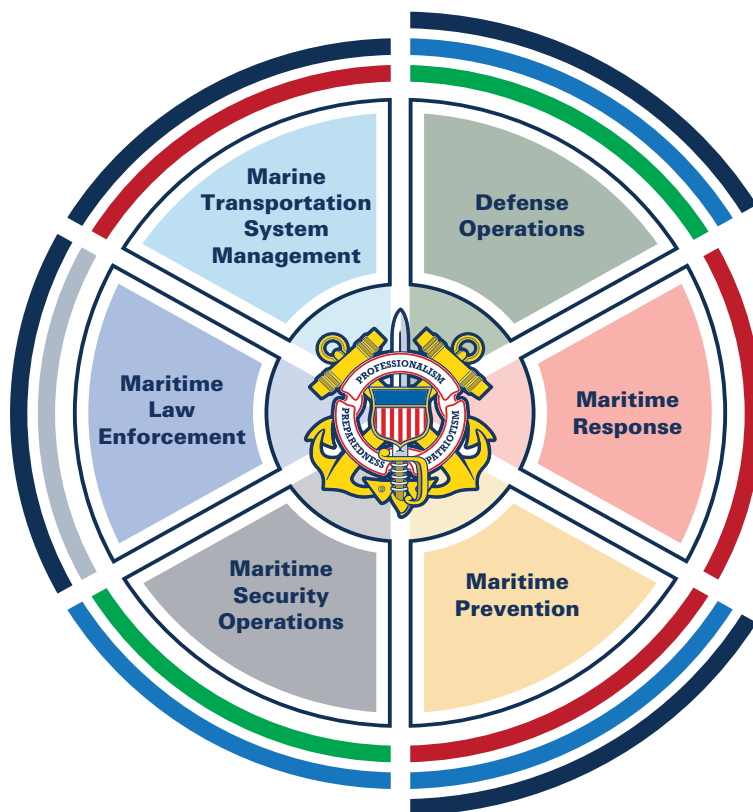 Marine
Transportation
System
Management
Defense
Operations
Maritime
Law
Enforcement
PROFESSIONALISM
PREPAREDNESS
PATRIOTISM
Maritime
Response
Maritime
Security
Operations
Maritime
Prevention